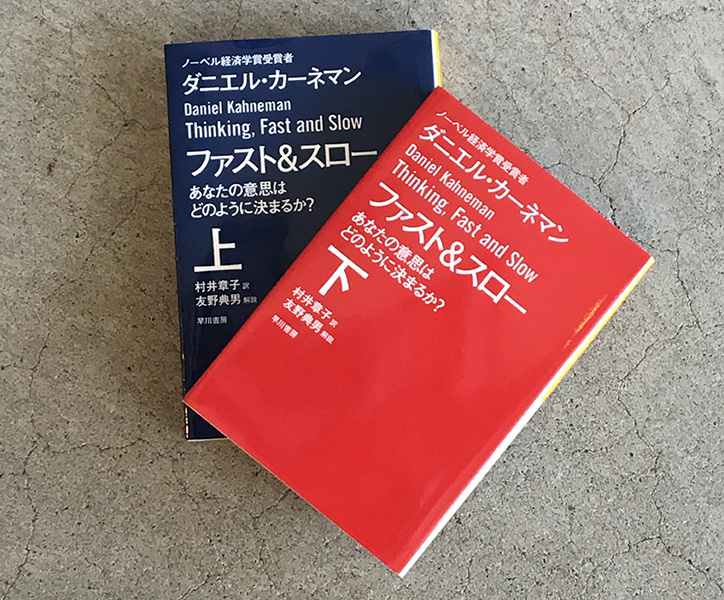 ノーベル経済学賞受賞者
ダニエル・カーネマン
Daniel Kahneman
Thinking, Fast and Slow
ファスト&スロー
あなたの意思は
どのように決まるか?
上
村井章子 訳
友野典男 解説
早川書房
ノーベル経済学賞受賞者
ダニエル・カーネマン
Daniel Kahneman
Thinking, Fast and Slow
ファスト&スロー
あなたの意思は
どのように決まるか?
下
村井章子 訳
友野典男 解説
早川書房